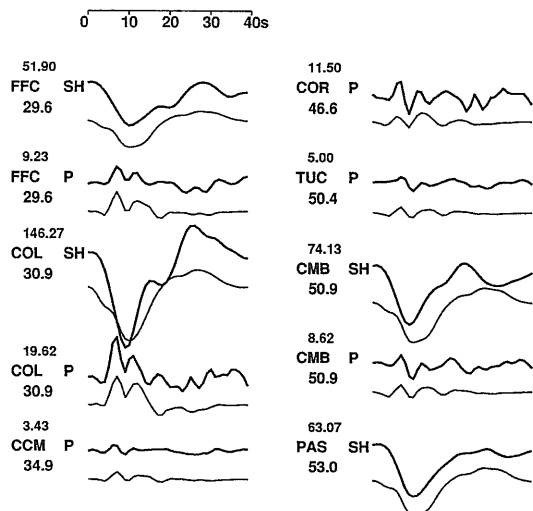 0 10 20 30 40s
51.90
FFC SH
29.6
9.23
FFC P
29.6
146.27
COL SH
30.9
19.62
COL P
30.9
3.43
CCM P
34.9
11.50
COR P
46.6
5.00
TUC P
50.4
74.13
CMB SH
50.9
8.62
CMB P
50.9
63.07
PAS SH
53.0